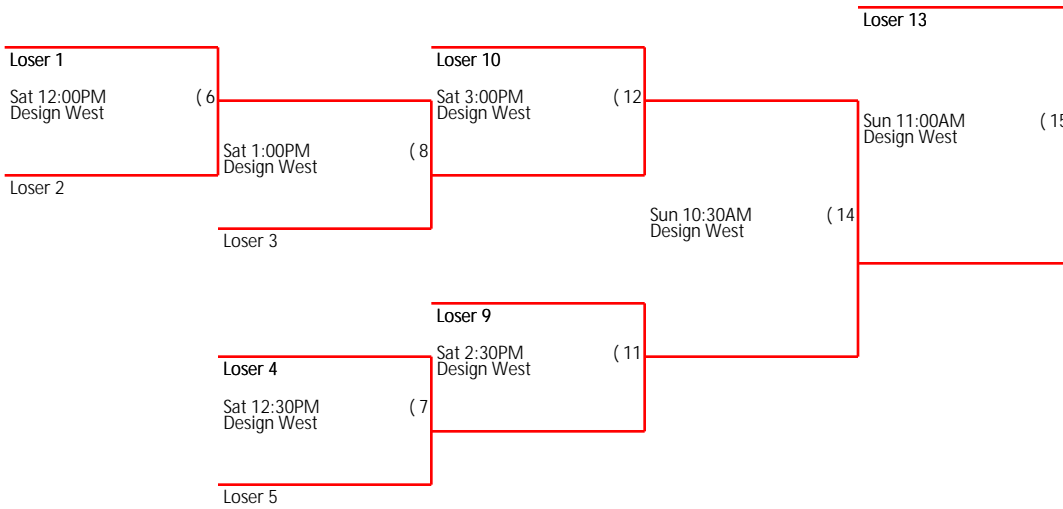 Loser 13
Loser 1
Sat 12:00PM
Design West
( 6
Loser 2
Sat 1:00PM
Design West
( 8
Loser 3
Loser 10
Sat 3:00PM
Design West
( 12
Sun 11:00AM
Design West
( 15
Sun 10:30AM
Design West
( 14
Loser 9
Sat 2:30PM
Design West
( 11
Loser 4
Sat 12:30PM
Design West
( 7
Loser 5